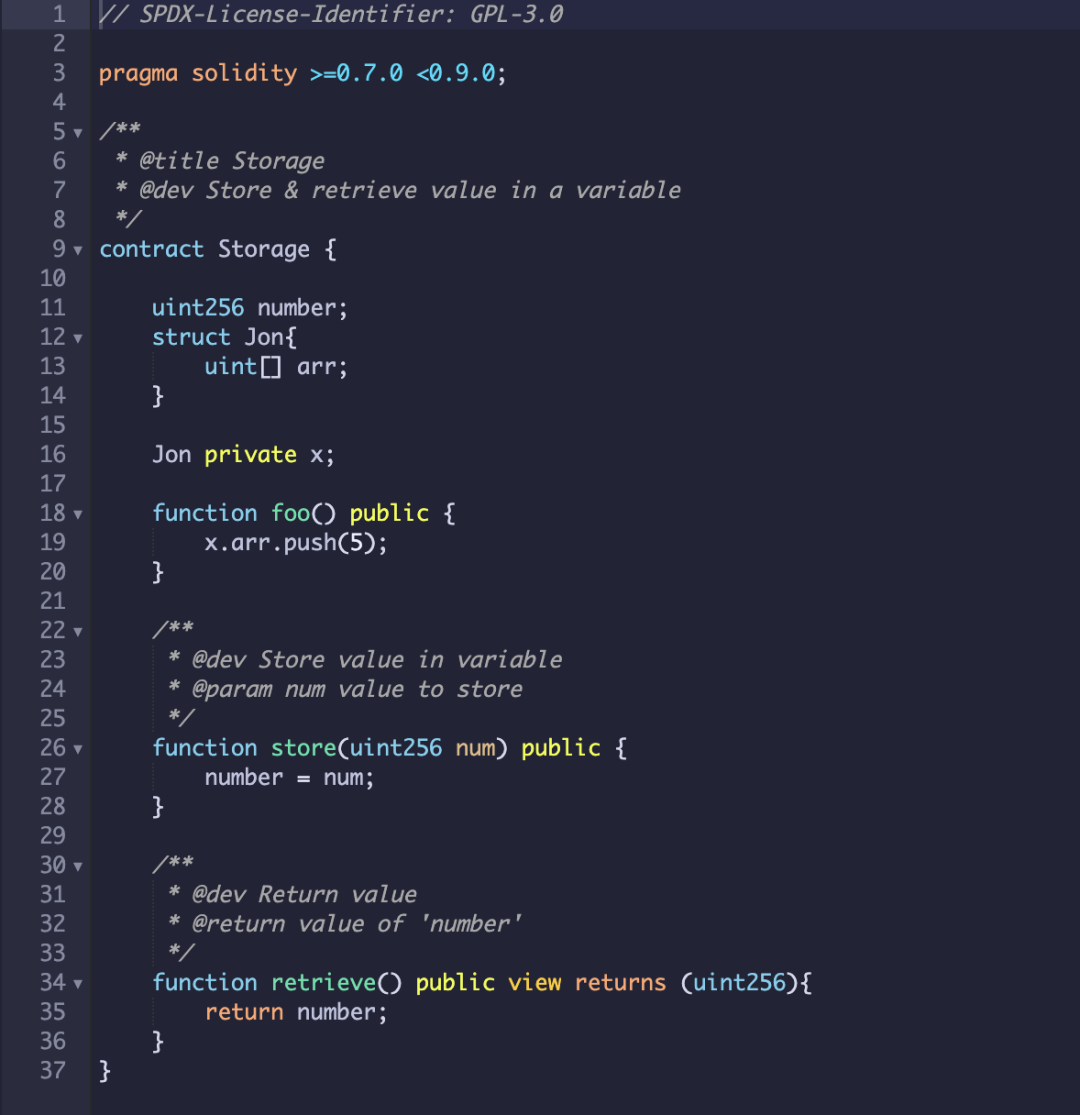 1 // SPDX-License-Identifier: GPL-3.0
2
3 pragma solidity >=0.7.0 <0.9.0;
4
5 /**
6  * @title Storage
7  * @dev Store & retrieve value in a variable
8  */
9 contract Storage {
10
11     uint256 number;
12     struct Jon{
13         uint[] arr;
14     }
15
16     Jon private x;
17
18     function foo() public {
19         x.arr.push(5);
20     }
21
22     /**
23      * @dev Store value in variable
24      * @param num value to store
25      */
26     function store(uint256 num) public {
27         number = num;
28     }
29
30     /**
31      * @dev Return value
32      * @return value of 'number'
33      */
34     function retrieve() public view returns (uint256){
35         return number;
36     }
37 }